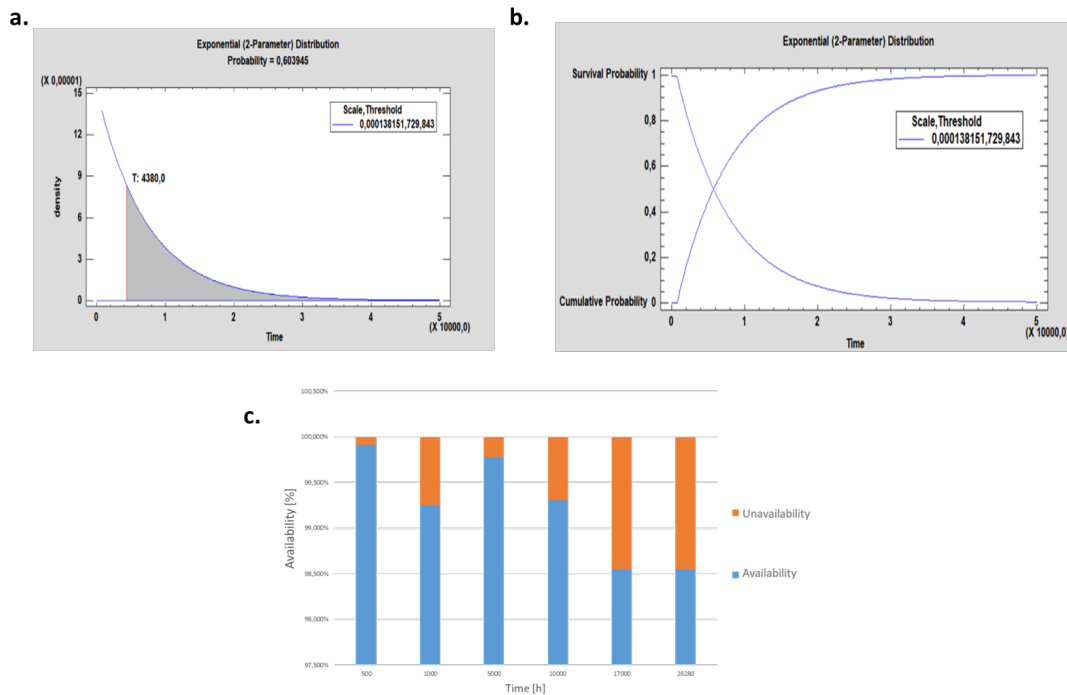 a.
Exponential (2-Parameter) Distribution
Probability = 0,603945
(X 0,00001)
15
12
9
6
3
0
density
T: 4380,0
Scale,Threshold
0,000138151,729,843
0 1 2 3 4 5
(X 10000,0)
Time
b.
Exponential (2-Parameter) Distribution
Survival Probability 1
0,8
0,6
0,4
0,2
Cumulative Probability 0
Scale,Threshold
0,000138151,729,843
0 1 2 3 4 5
(X 10000,0)
Time
c.
100,500%
100,000%
99,500%
99,000%
98,500%
98,000%
97,500%
Availability [%]
500 1000 5000 10000 17000 26280
Time [h]
Unavailability
Availability